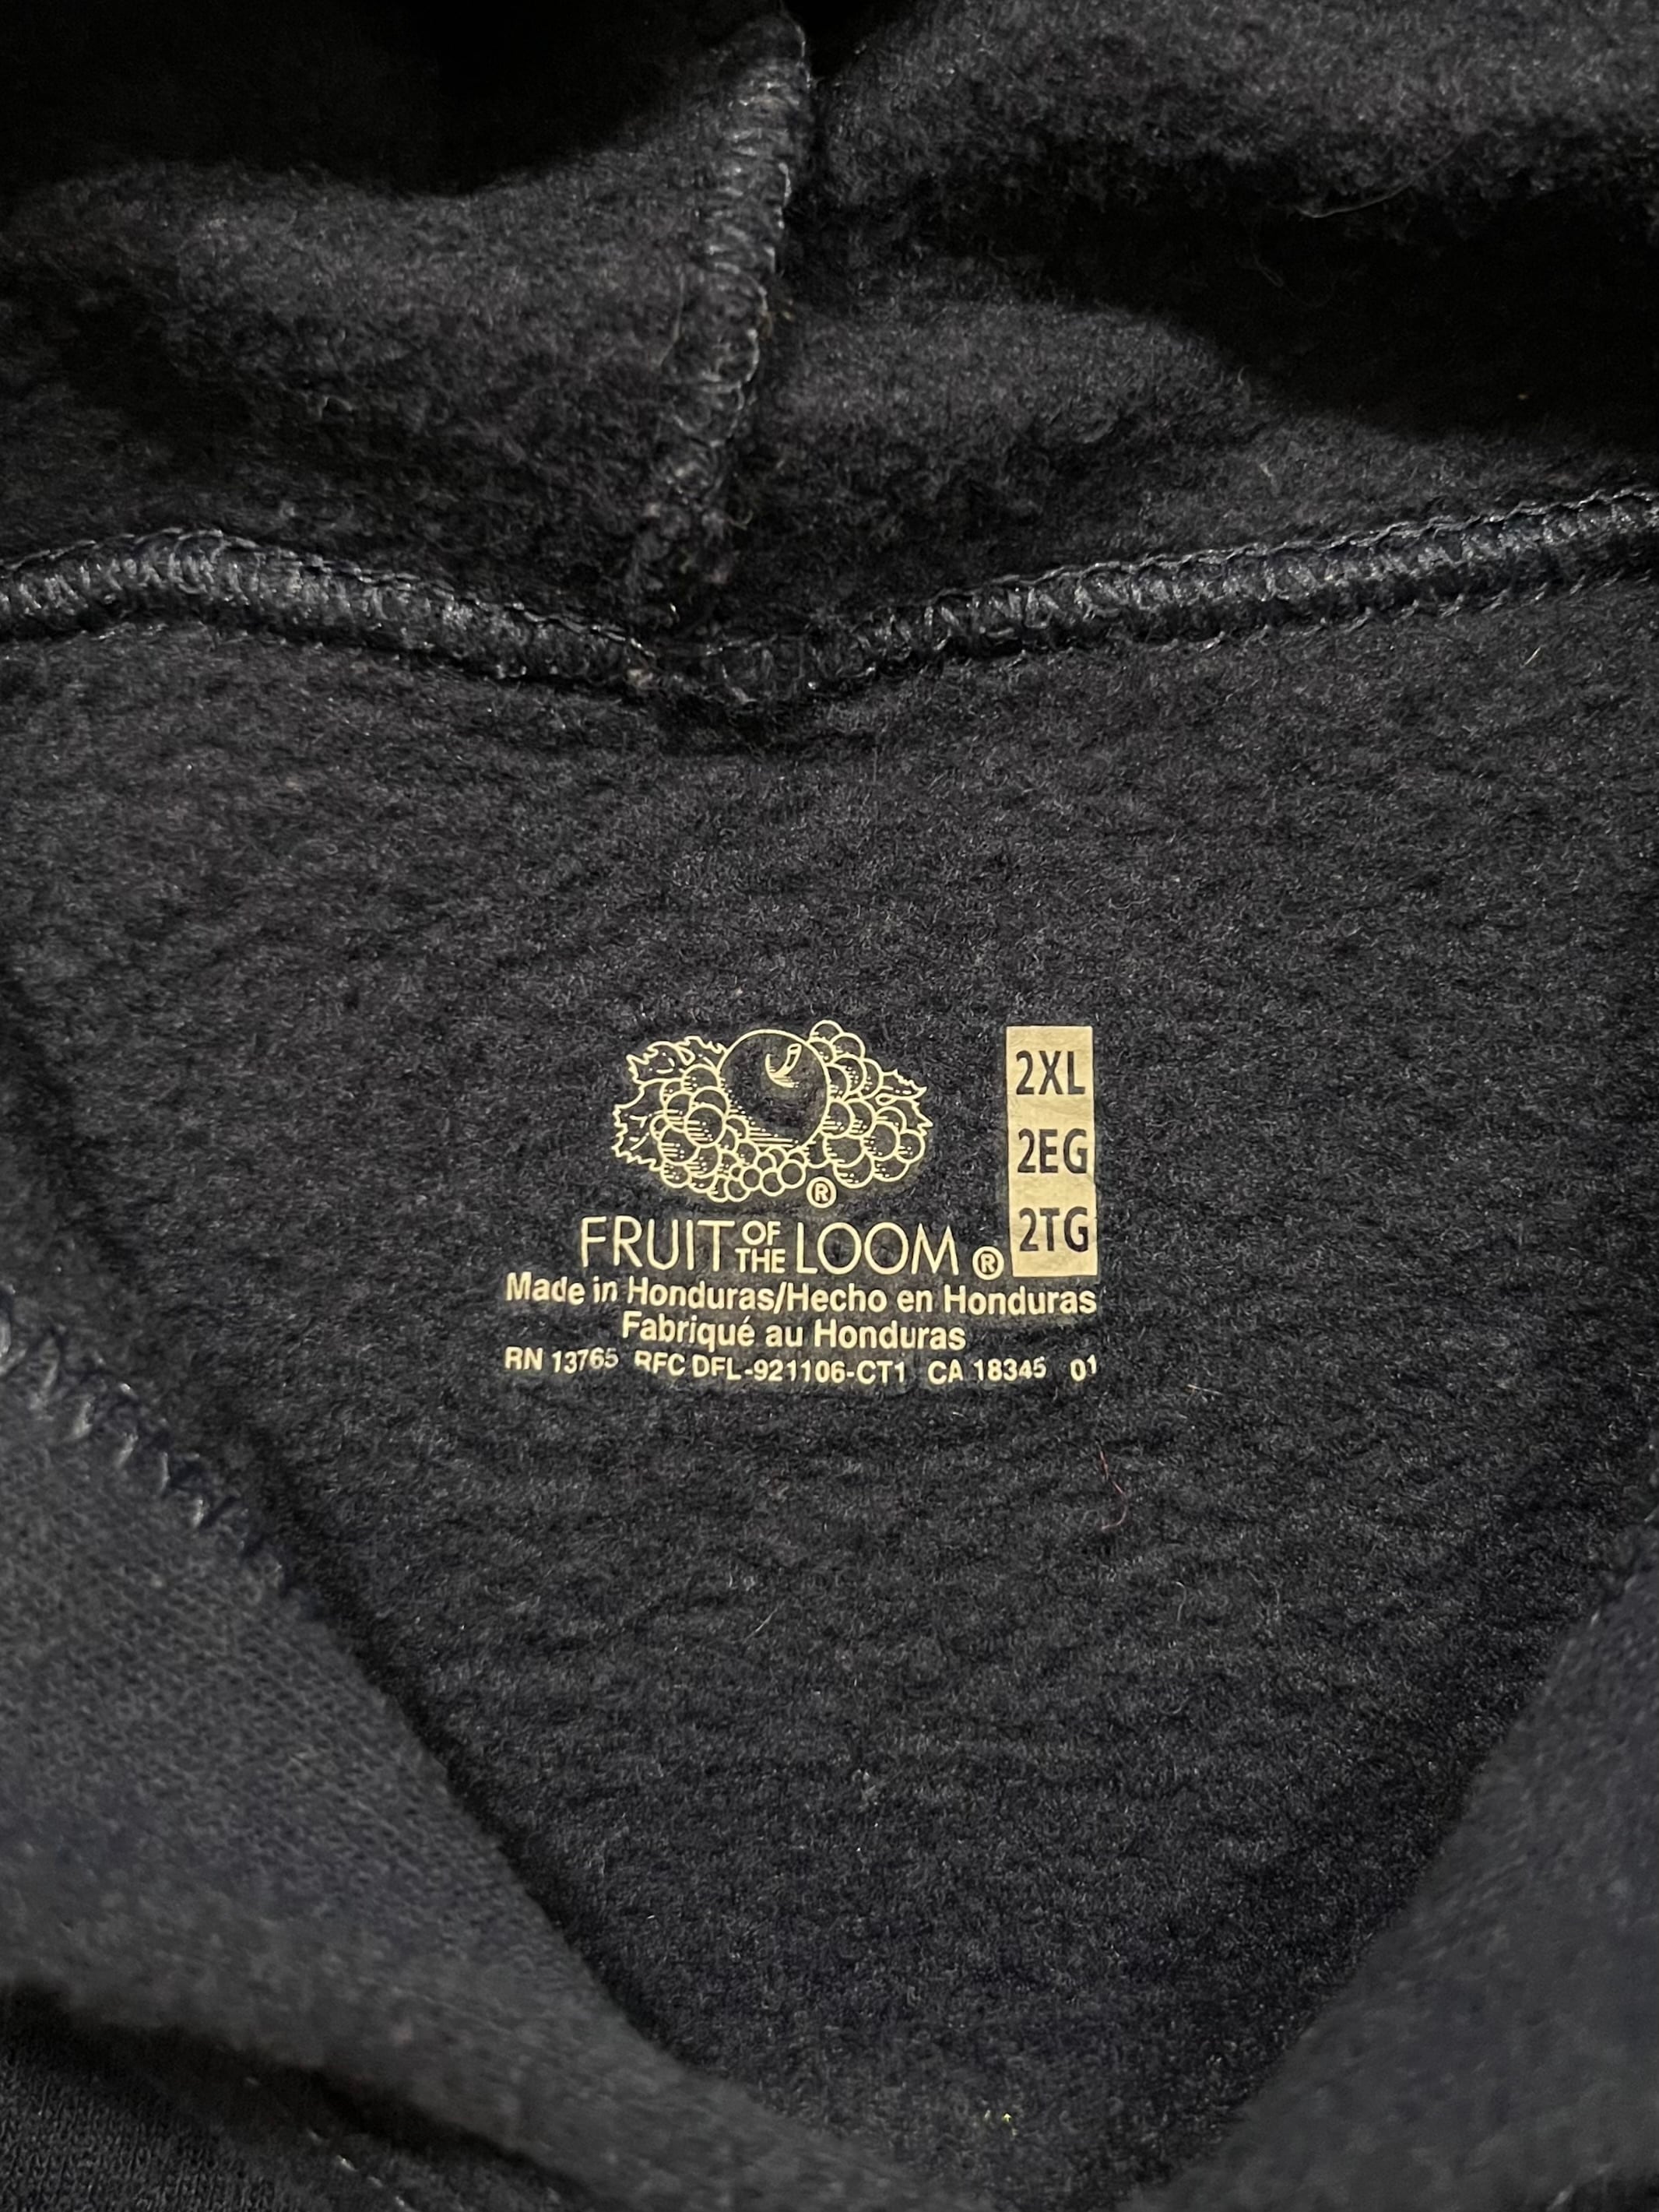 2XL
2EG
2TG
®
FRUIT OF THE LOOM ®
Made in Honduras/Hecho en Honduras
Fabriqué au Honduras
RN 13765 RFC DFL-921106-CT1 CA 18345 01